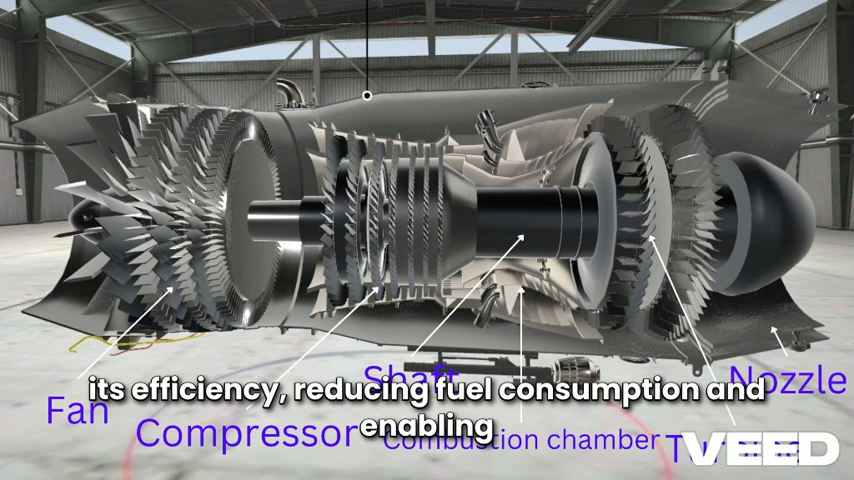 Shaft
its efficiency, reducing fuel consumption and
Nozzle
Fan
Compressor
enabling
Combustion chamber
VEED